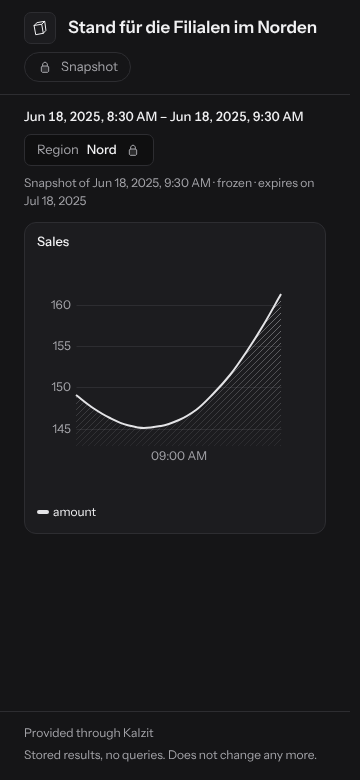 Stand für die Filialen im Norden
Snapshot
Jun 18, 2025, 8:30 AM – Jun 18, 2025, 9:30 AM
Region Nord
Snapshot of Jun 18, 2025, 9:30 AM · frozen · expires on
Jul 18, 2025
Sales
160
155
150
145
09:00 AM
amount
Provided through Kalzit
Stored results, no queries. Does not change any more.